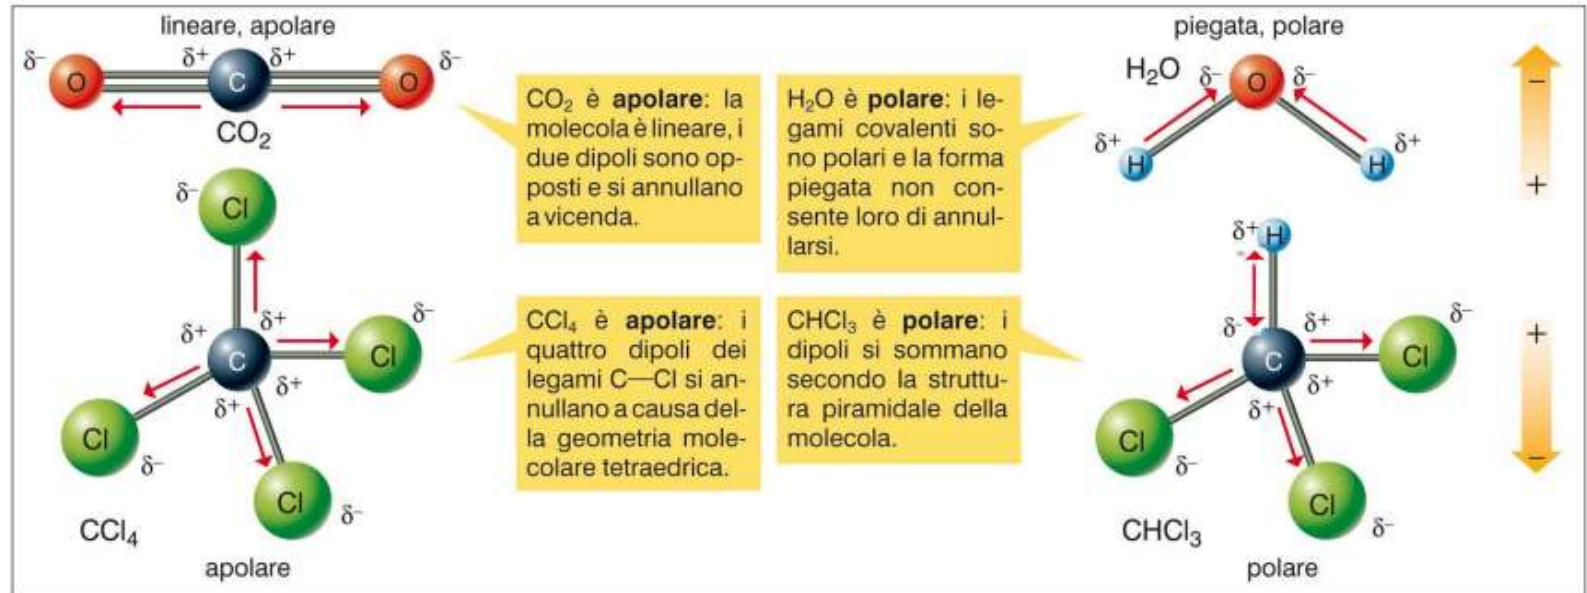 lineare, apolare
δ− O δ+ C δ+ O δ−
CO₂
CO₂ è apolare: la
molecola è lineare, i
due dipoli sono op-
posti e si annullano
a vicenda.
H₂O è polare: i le-
gami covalenti so-
no polari e la forma
piegata non con-
sente loro di annul-
larsi.
piegata, polare
H₂O
δ− O δ−
δ+ H
H δ+
−
+
δ−
Cl
δ+ δ+
C
δ+ δ+
Cl δ−
Cl δ−
Cl δ−
CCl₄
apolare
CCl₄ è apolare: i
quattro dipoli dei
legami C—Cl si an-
nullano a causa del-
la geometria mole-
colare tetraedrica.
CHCl₃ è polare: i
dipoli si sommano
secondo la struttu-
ra piramidale della
molecola.
δ+ H
δ- δ+
C
δ+ δ+
Cl δ−
Cl δ−
Cl δ−
CHCl₃
polare
+
−